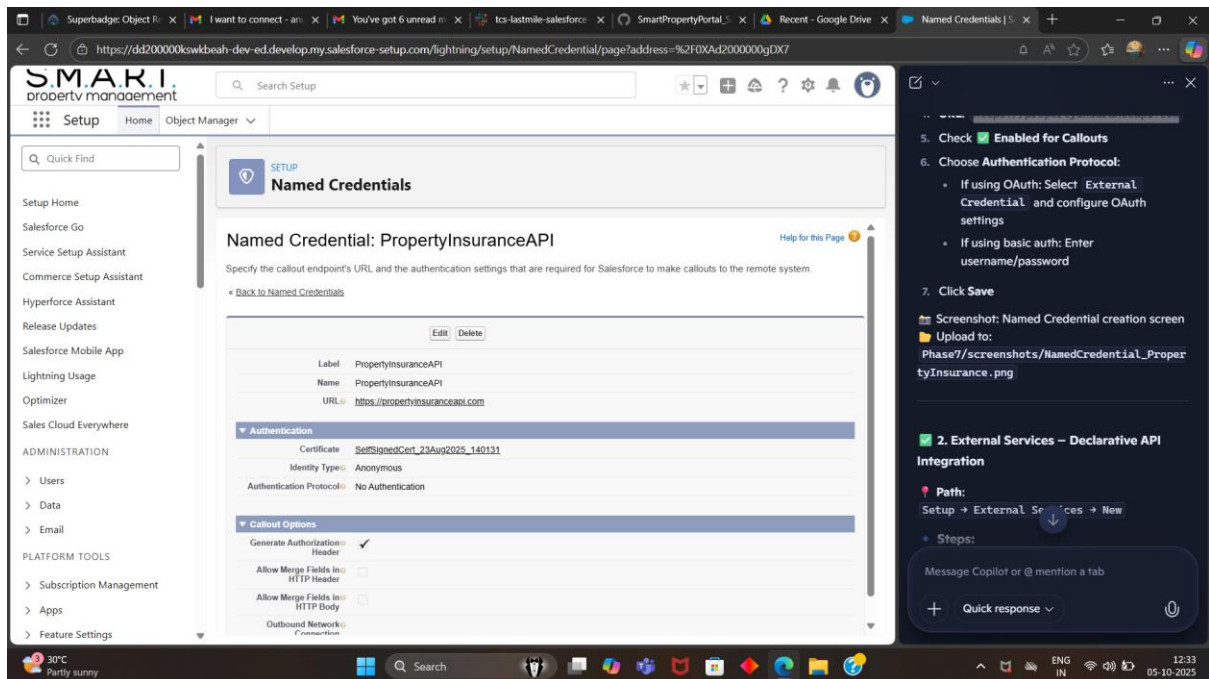 Superbadge: Object Re
I want to connect - anu
You've got 6 unread m
tcs-lastmile-salesforce-
SmartPropertyPortal_S
Recent - Google Drive
Named Credentials | S
https://dd200000kswkbeah-dev-ed.develop.my.salesforce-setup.com/lightning/setup/NamedCredential/page?address=%2F0XAd2000000gDX7
S.M.A.R.T.
property management
Search Setup
Setup
Home
Object Manager
Quick Find
Setup Home
Salesforce Go
Service Setup Assistant
Commerce Setup Assistant
Hyperforce Assistant
Release Updates
Salesforce Mobile App
Lightning Usage
Optimizer
Sales Cloud Everywhere
ADMINISTRATION
> Users
> Data
> Email
PLATFORM TOOLS
> Subscription Management
> Apps
> Feature Settings
SETUP
Named Credentials
Named Credential: PropertyInsuranceAPI
Help for this Page
Specify the callout endpoint's URL and the authentication settings that are required for Salesforce to make callouts to the remote system.
« Back to Named Credentials
Edit Delete
Label PropertyInsuranceAPI
Name PropertyInsuranceAPI
URL https://propertyinsuranceapi.com
Authentication
Certificate SelfSignedCert_23Aug2025_140131
Identity Type Anonymous
Authentication Protocol No Authentication
Callout Options
Generate Authorization
Header
Allow Merge Fields in
HTTP Header
Allow Merge Fields in
HTTP Body
Outbound Network
Connection
5. Check ✅ Enabled for Callouts
6. Choose Authentication Protocol:
• If using OAuth: Select External
Credential and configure OAuth
settings
• If using basic auth: Enter
username/password
7. Click Save
📸 Screenshot: Named Credential creation screen
📂 Upload to:
Phase7/screenshots/NamedCredential_Proper
tyInsurance.png
✅ 2. External Services – Declarative API
Integration
📍 Path:
Setup → External Services → New
Steps:
Message Copilot or @ mention a tab
Quick response
3
30°C
Partly sunny
Search
ENG
IN
12:33
05-10-2025